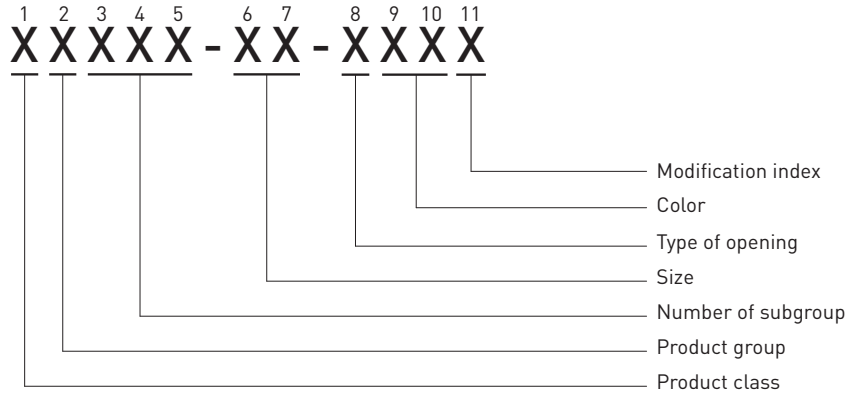 1 2 3 4 5 6 7 8 9 10 11
X X X X X - X X - X X X X
Modification index
Color
Type of opening
Size
Number of subgroup
Product group
Product class